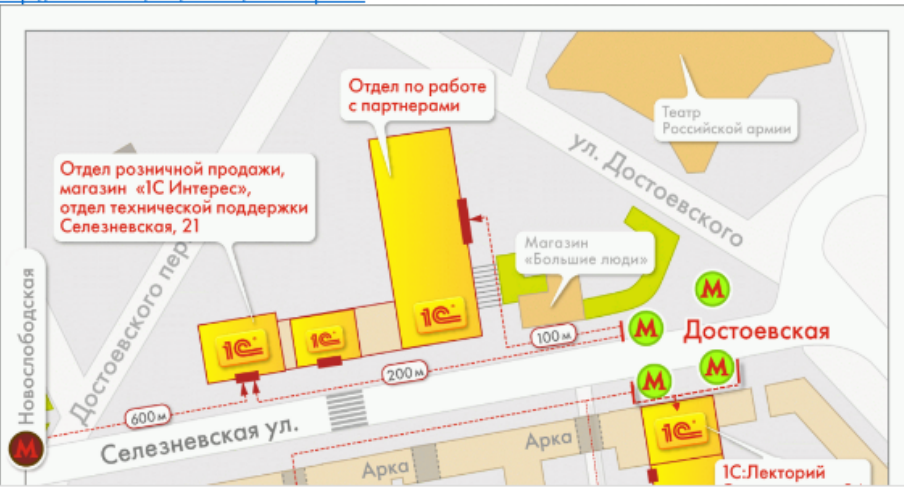 Отдел по работе
с партнерами
Театр
Российской армии
ул. Достоевского
Отдел розничной продажи,
магазин «1С Интерес»,
отдел технической поддержки
Селезневская, 21
Достоевского пер
Магазин
«Большие люди»
Новослободская
1С
1С
1С
М
М
Достоевская
100 м
200 м
М
М
600 м
М
Селезневская ул.
1С
Арка
Арка
1С:Лекторий